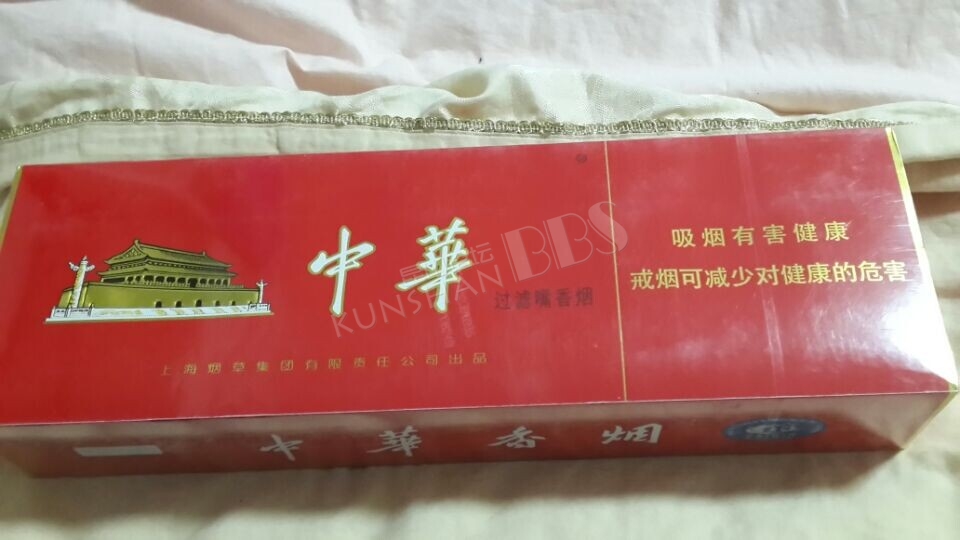 中華
过滤嘴香烟
上海烟草集团有限责任公司出品
吸烟有害健康
戒烟可减少对健康的危害
中華香烟
KUNSHAN BBS